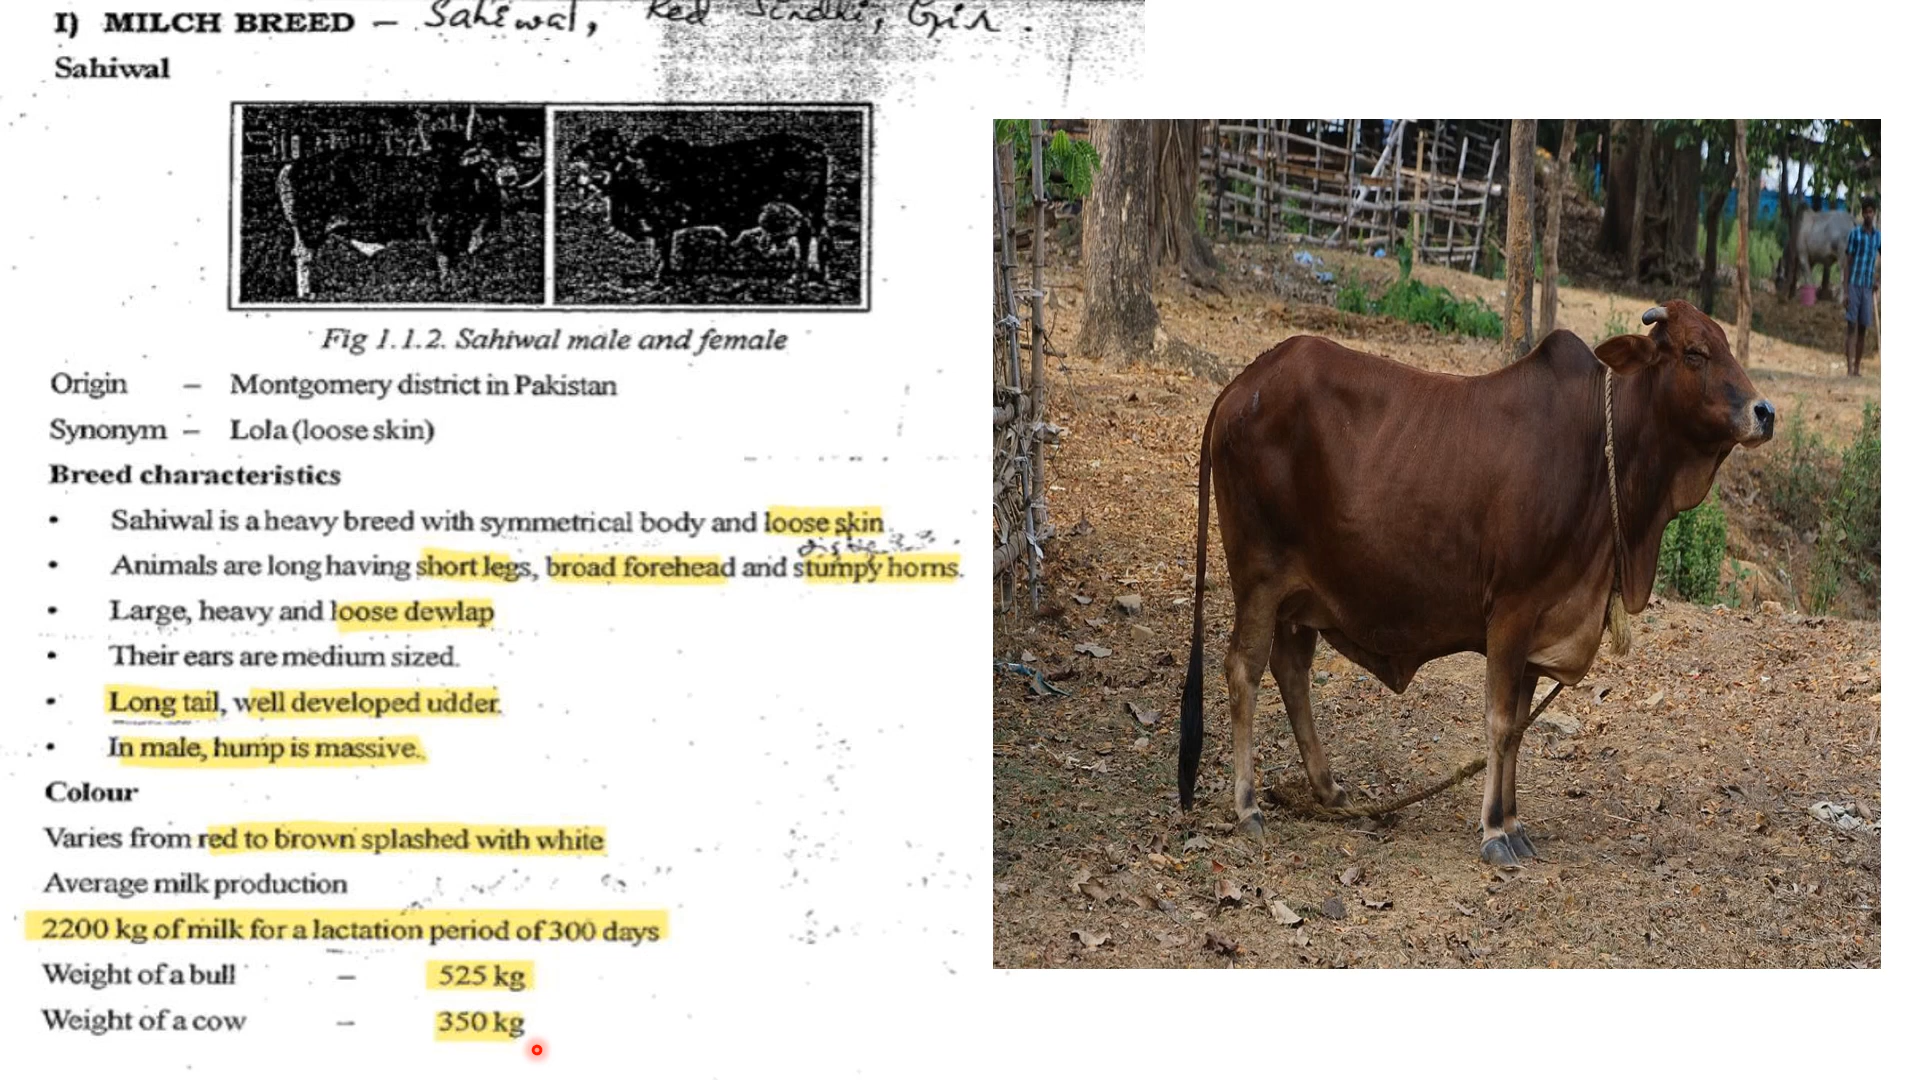 I) MILCH BREED – Sahiwal, Red Sindhi, Gir.
Sahiwal
Fig 1.1.2. Sahiwal male and female
Origin – Montgomery district in Pakistan
Synonym – Lola (loose skin)
Breed characteristics
• Sahiwal is a heavy breed with symmetrical body and loose skin
• Animals are long having short legs, broad forehead and stumpy horns.
• Large, heavy and loose dewlap
• Their ears are medium sized.
• Long tail, well developed udder.
• In male, hump is massive.
Colour
Varies from red to brown splashed with white
Average milk production
2200 kg of milk for a lactation period of 300 days
Weight of a bull – 525 kg
Weight of a cow – 350 kg